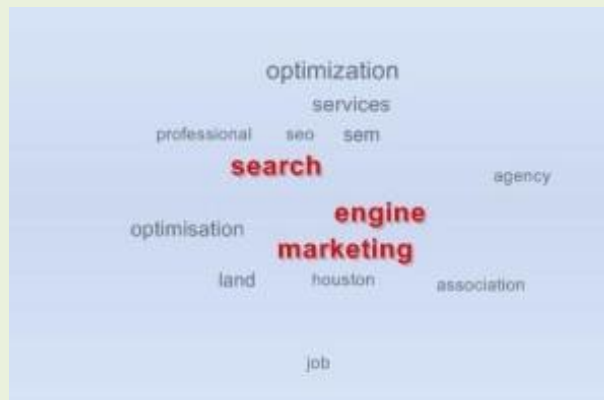 optimization
services
professional seo sem
search
agency
engine
optimisation
marketing
land houston association
job